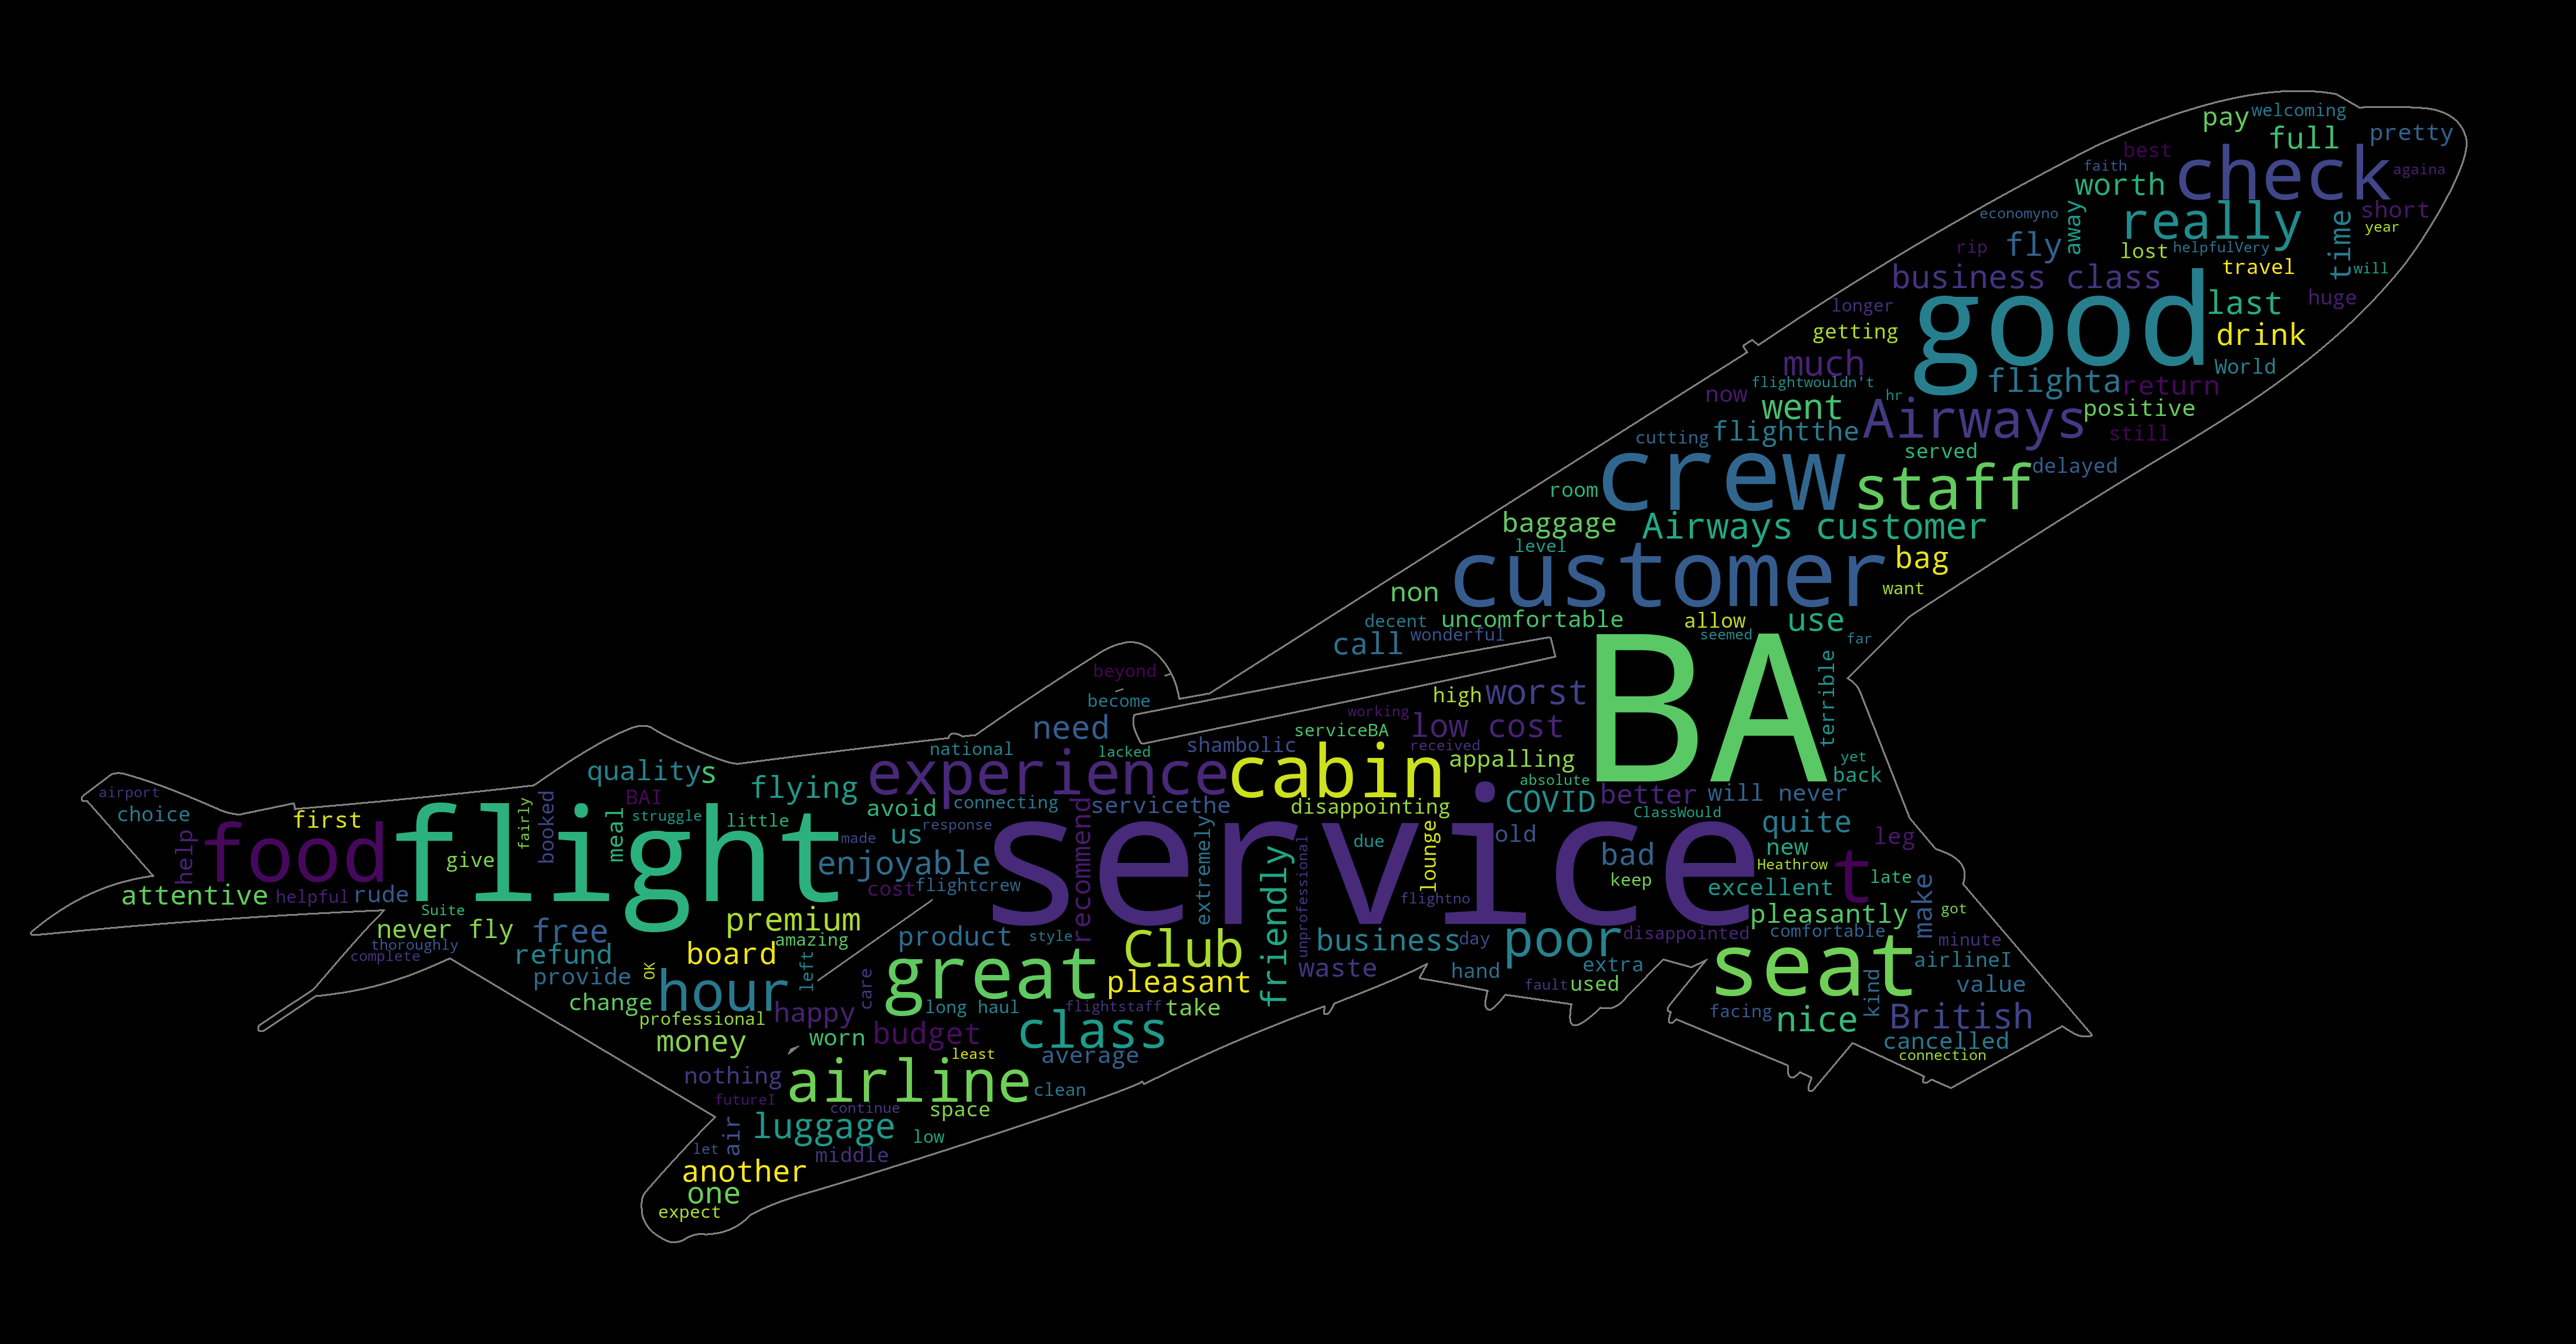 welcoming
pay
full
pretty
best
check
faith
againa
worth
really
short
economyno
away
time
year
rip
fly
lost
helpfulVery
travel
will
business class
good
last
huge
longer
getting
drink
much
World
flightwouldn't
flighta
return
now
hr
went
Airways
positive
cutting
flightthe
still
served
crew
staff
delayed
room
baggage
Airways customer
level
customer
bag
non
want
decent
uncomfortable
allow
use
call
wonderful
seemed
far
BA
terrible
beyond
become
high
worst
working
low cost
need
serviceBA
national
lacked
shambolic
received
appalling
yet
back
quality
s
flying
experience
cabin
absolute
airport
choice
BAI
booked
avoid
connecting
servicethe
disappointing
COVID
better
will never
first
fairly
meal
struggle
little
us
response
recommend
extremely
ClassWould
quite
food
flight
help
give
made
service
due
lounge
old
bad
new
leg
enjoyable
friendly
unprofessional
keep
Heathrow
t
late
attentive
helpful
rude
cost
flightcrew
flightno
excellent
make
Suite
premium
pleasantly
got
never fly
free
amazing
product
style
Club
business
day
poor
disappointed
comfortable
minute
thoroughly
complete
refund
board
left
OK
provide
hour
care
great
pleasant
waste
hand
extra
seat
airlineI
kind
value
change
professional
happy
long haul
flightstaff
take
fault
used
facing
nice
British
money
worn
budget
class
cancelled
least
average
connection
nothing
airline
clean
futureI
continue
space
air
luggage
low
let
middle
another
one
expect